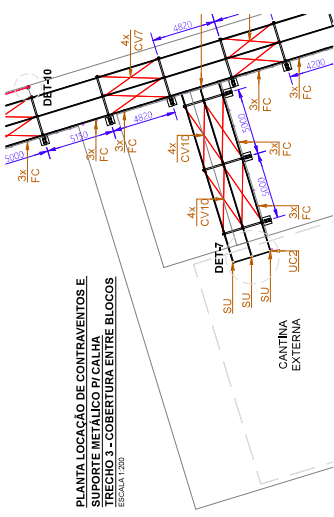 4820
4x
CV7
DET-10
4200
5000
5150
4820
3x
FC
3x
FC
3x
FC
3x
FC
5000
4x
CV10
3x
FC
5000
4x
CV10
3x
FC
DET-7
SU
SU
SU
UC2
CANTINA
EXTERNA
PLANTA LOCAÇÃO DE CONTRAVENTOS E
SUPORTE METÁLICO P/ CALHA
TRECHO 3 - COBERTURA ENTRE BLOCOS
ESCALA 1:200